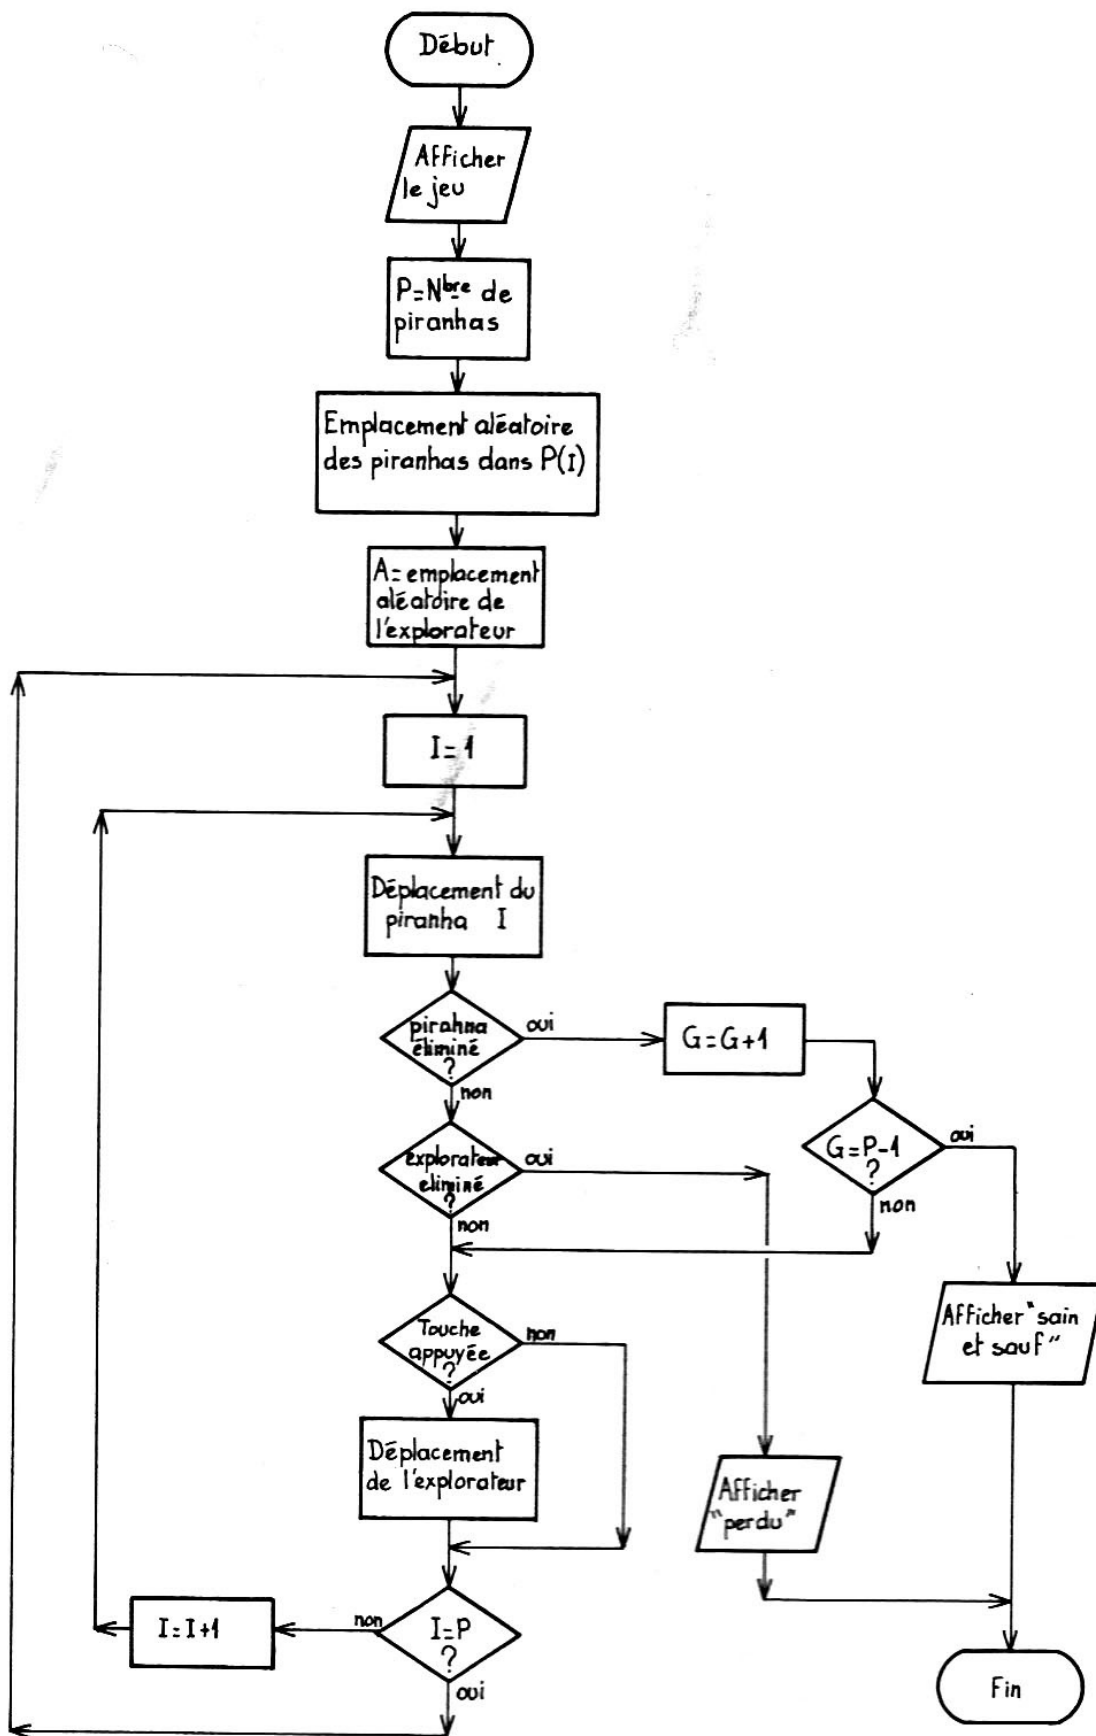 Début
Afficher
le jeu
P=Nbre de
piranhas
Emplacement aléatoire
des piranhas dans P(I)
A=emplacement
aléatoire de
l'explorateur
I=1
Déplacement du
piranha I
pirahna
éliminé
?
oui
non
G=G+1
G=P-1
?
oui
non
explorateur
eliminé
?
oui
non
Touche
appuyée
?
non
oui
Afficher "sain
et sauf"
Déplacement
de l'explorateur
Afficher
"perdu"
I=P
?
non
oui
I=I+1
Fin